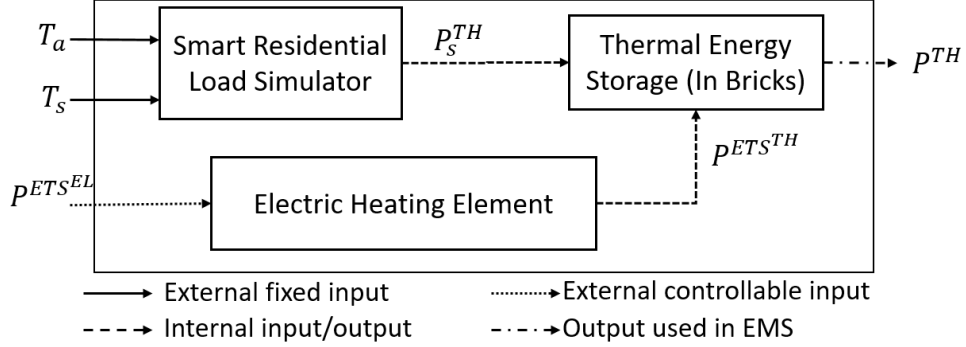 T_a
T_s
Smart Residential
Load Simulator
P_s^{TH}
Thermal Energy
Storage (In Bricks)
P^{TH}
P^{ETS^{TH}}
P^{ETS^{EL}}
Electric Heating Element
External fixed input
External controllable input
Internal input/output
Output used in EMS